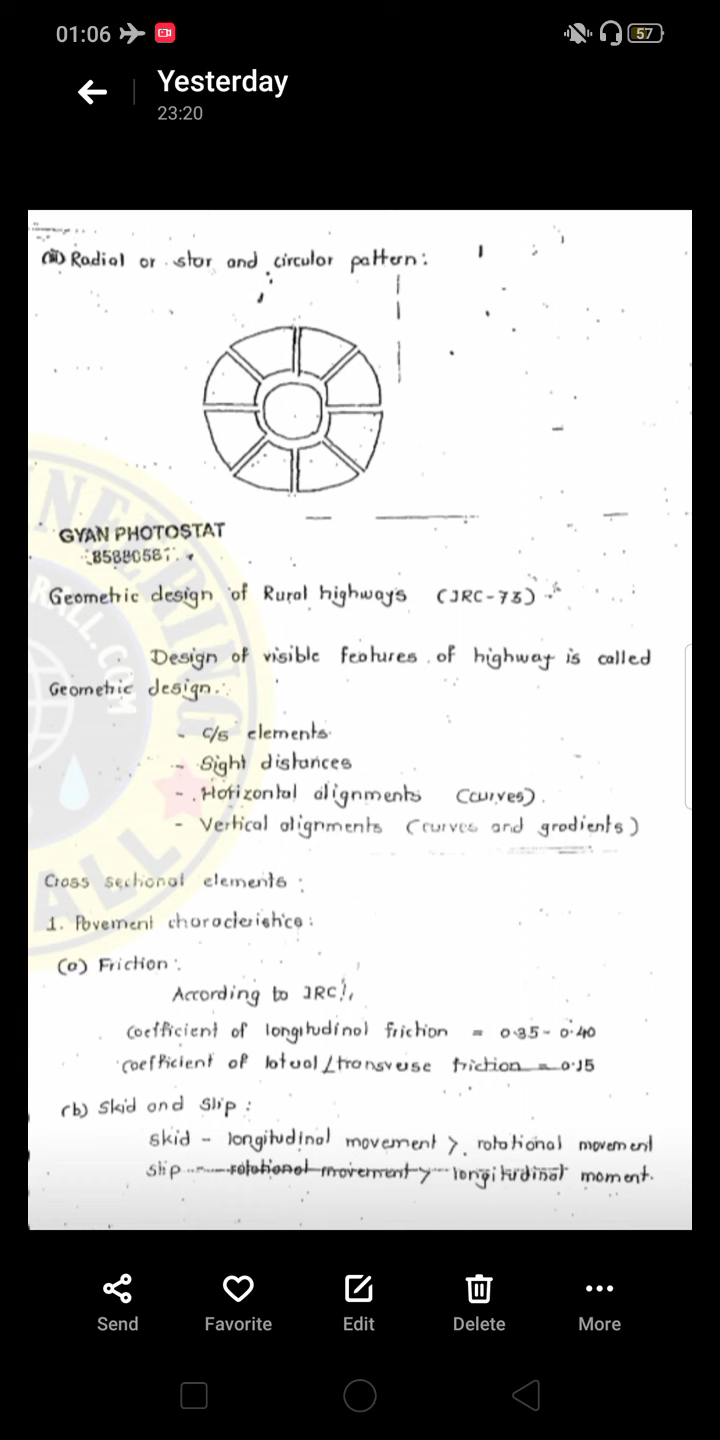 01:06
57
Yesterday
23:20
(iii) Radial or star and circular pattern:
GYAN PHOTOSTAT
Geometric design of Rural highways (IRC-73)
Design of visible features of highway is called
Geometric design.
- C/s elements
- Sight distances
- Horizontal alignments (curves).
- Vertical alignments (curves and gradients)
Cross sectional elements :
1. Pavement characteristics :
(a) Friction :
According to IRC,
coefficient of longitudinal friction = 0.35 - 0.40
coefficient of lateral/transverse friction = 0.15
(b) Skid and Slip :
skid - longitudinal movement > rotational movement
slip - rotational movement > longitudinal moment.
Send
Favorite
Edit
Delete
More